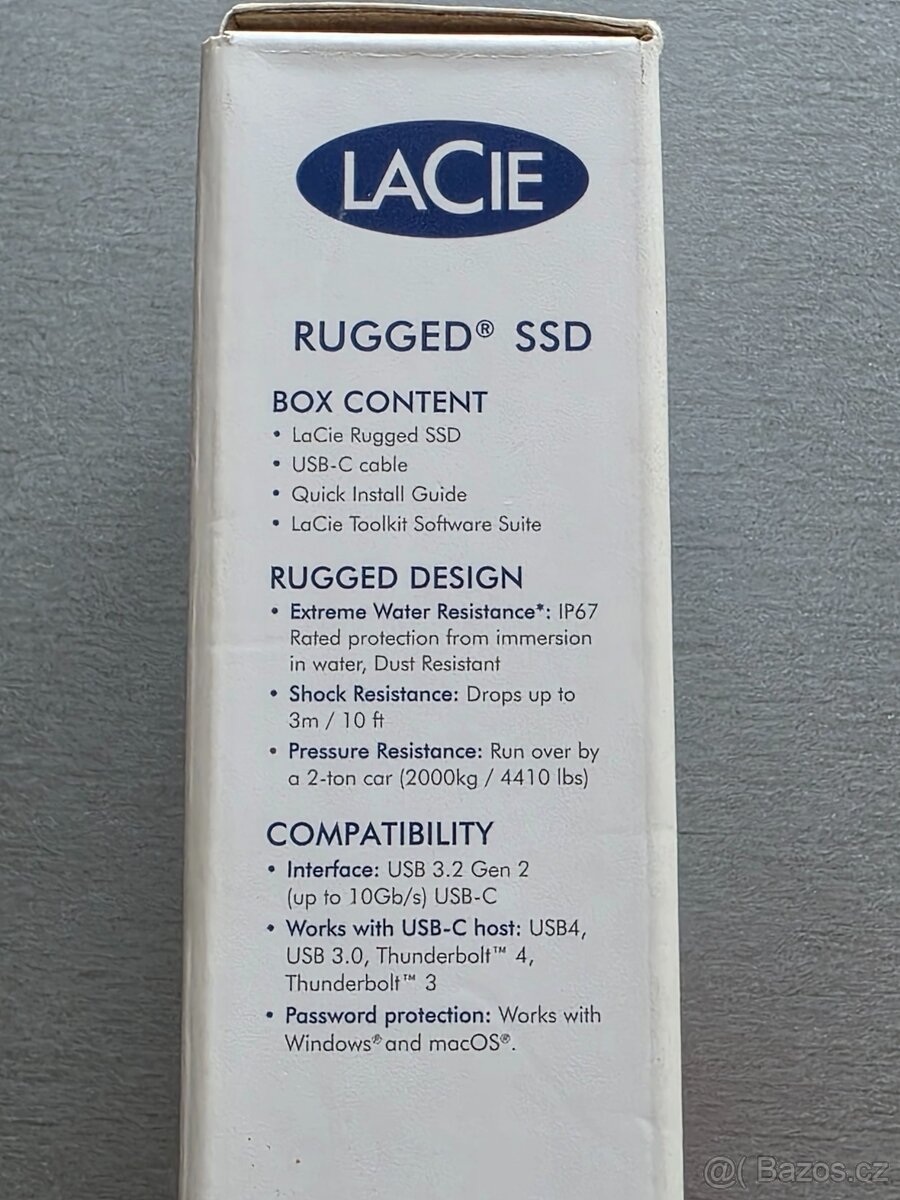 LACIE
RUGGED® SSD
BOX CONTENT
• LaCie Rugged SSD
• USB-C cable
• Quick Install Guide
• LaCie Toolkit Software Suite
RUGGED DESIGN
• Extreme Water Resistance*: IP67
Rated protection from immersion
in water, Dust Resistant
• Shock Resistance: Drops up to
3m / 10 ft
• Pressure Resistance: Run over by
a 2-ton car (2000kg / 4410 lbs)
COMPATIBILITY
• Interface: USB 3.2 Gen 2
(up to 10Gb/s) USB-C
• Works with USB-C host: USB4,
USB 3.0, Thunderbolt™ 4,
Thunderbolt™ 3
• Password protection: Works with
Windows® and macOS®.
@( Bazos.cz